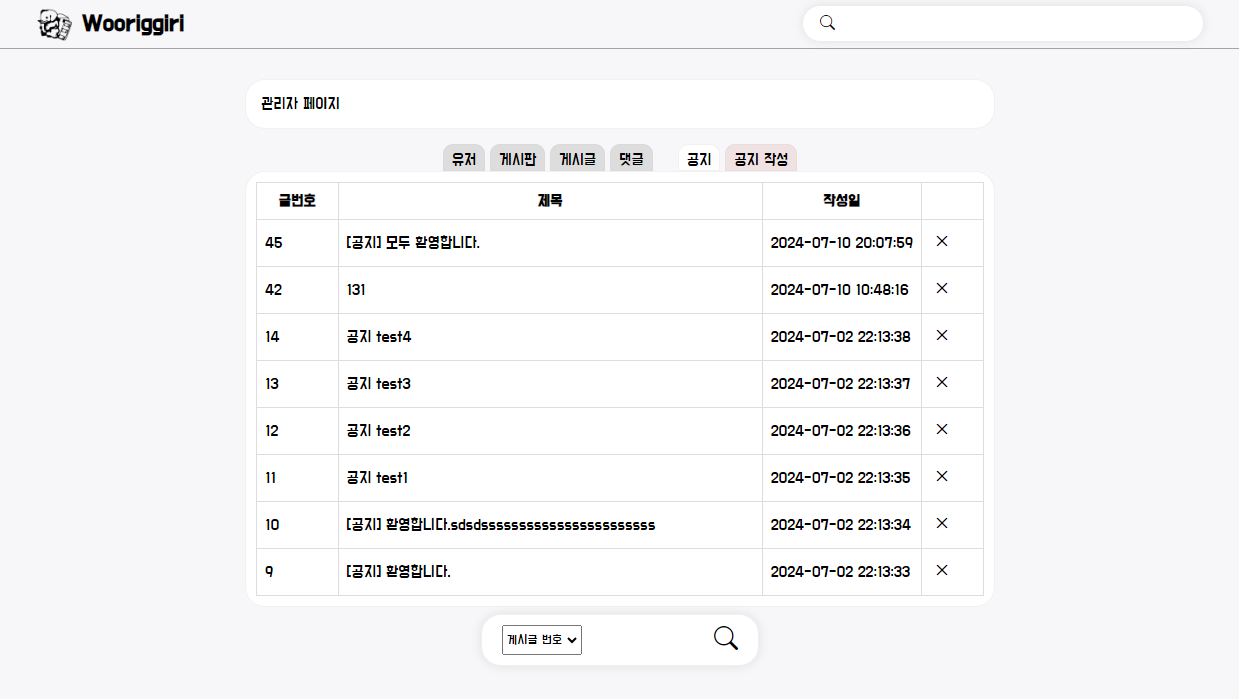 Wooriggiri
관리자 페이지
유저 게시판 게시글 댓글 공지 공지 작성
글번호 제목 작성일
45 [공지] 모두 환영합니다. 2024-07-10 20:07:59
42 131 2024-07-10 10:48:16
14 공지 test4 2024-07-02 22:13:38
13 공지 test3 2024-07-02 22:13:37
12 공지 test2 2024-07-02 22:13:36
11 공지 test1 2024-07-02 22:13:35
10 [공지] 환영합니다.sdsdsssssssssssssssssssssss 2024-07-02 22:13:34
9 [공지] 환영합니다. 2024-07-02 22:13:33
게시글 번호